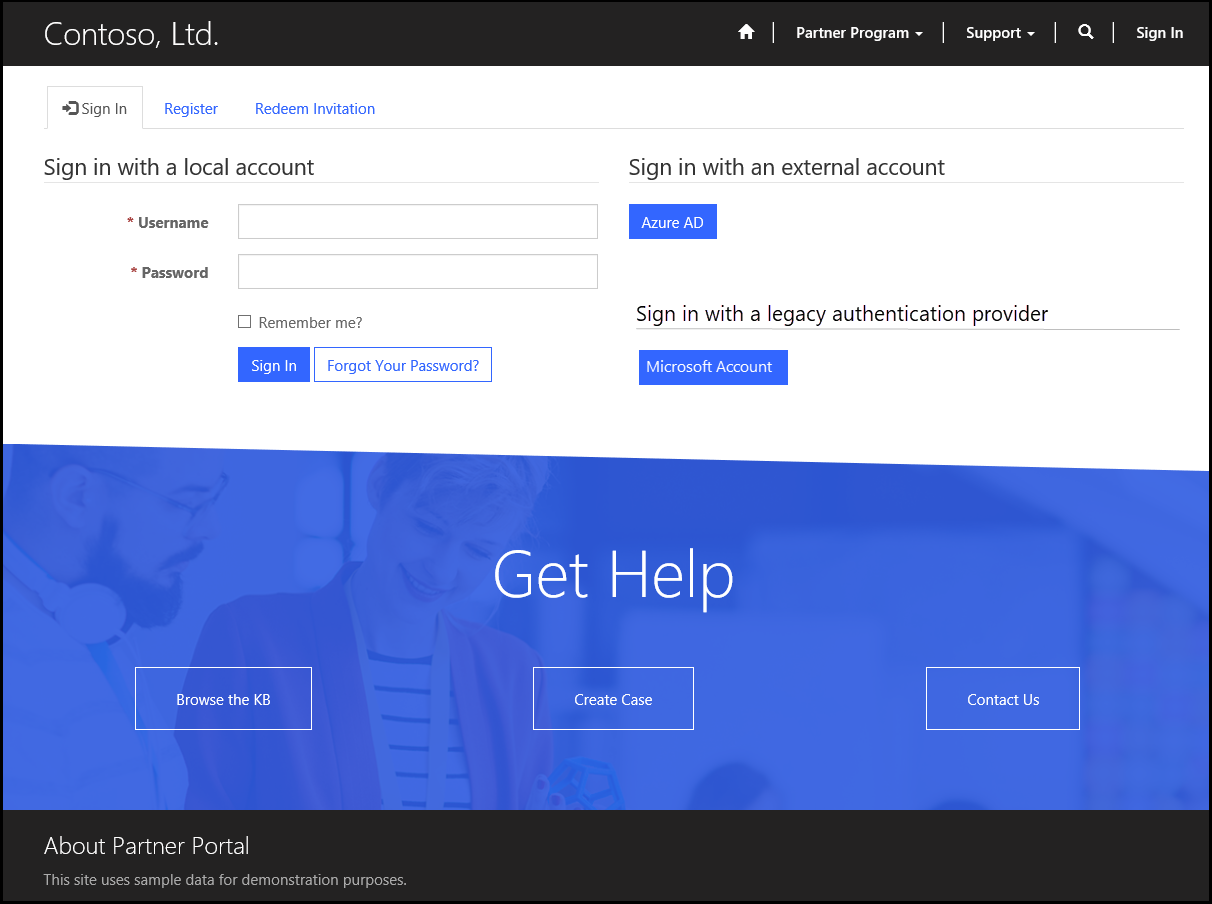 Contoso, Ltd.
Partner Program
Support
Sign In
Sign In
Register
Redeem Invitation
Sign in with a local account
* Username
* Password
Remember me?
Sign In
Forgot Your Password?
Sign in with an external account
Azure AD
Sign in with a legacy authentication provider
Microsoft Account
Get Help
Browse the KB
Create Case
Contact Us
About Partner Portal
This site uses sample data for demonstration purposes.